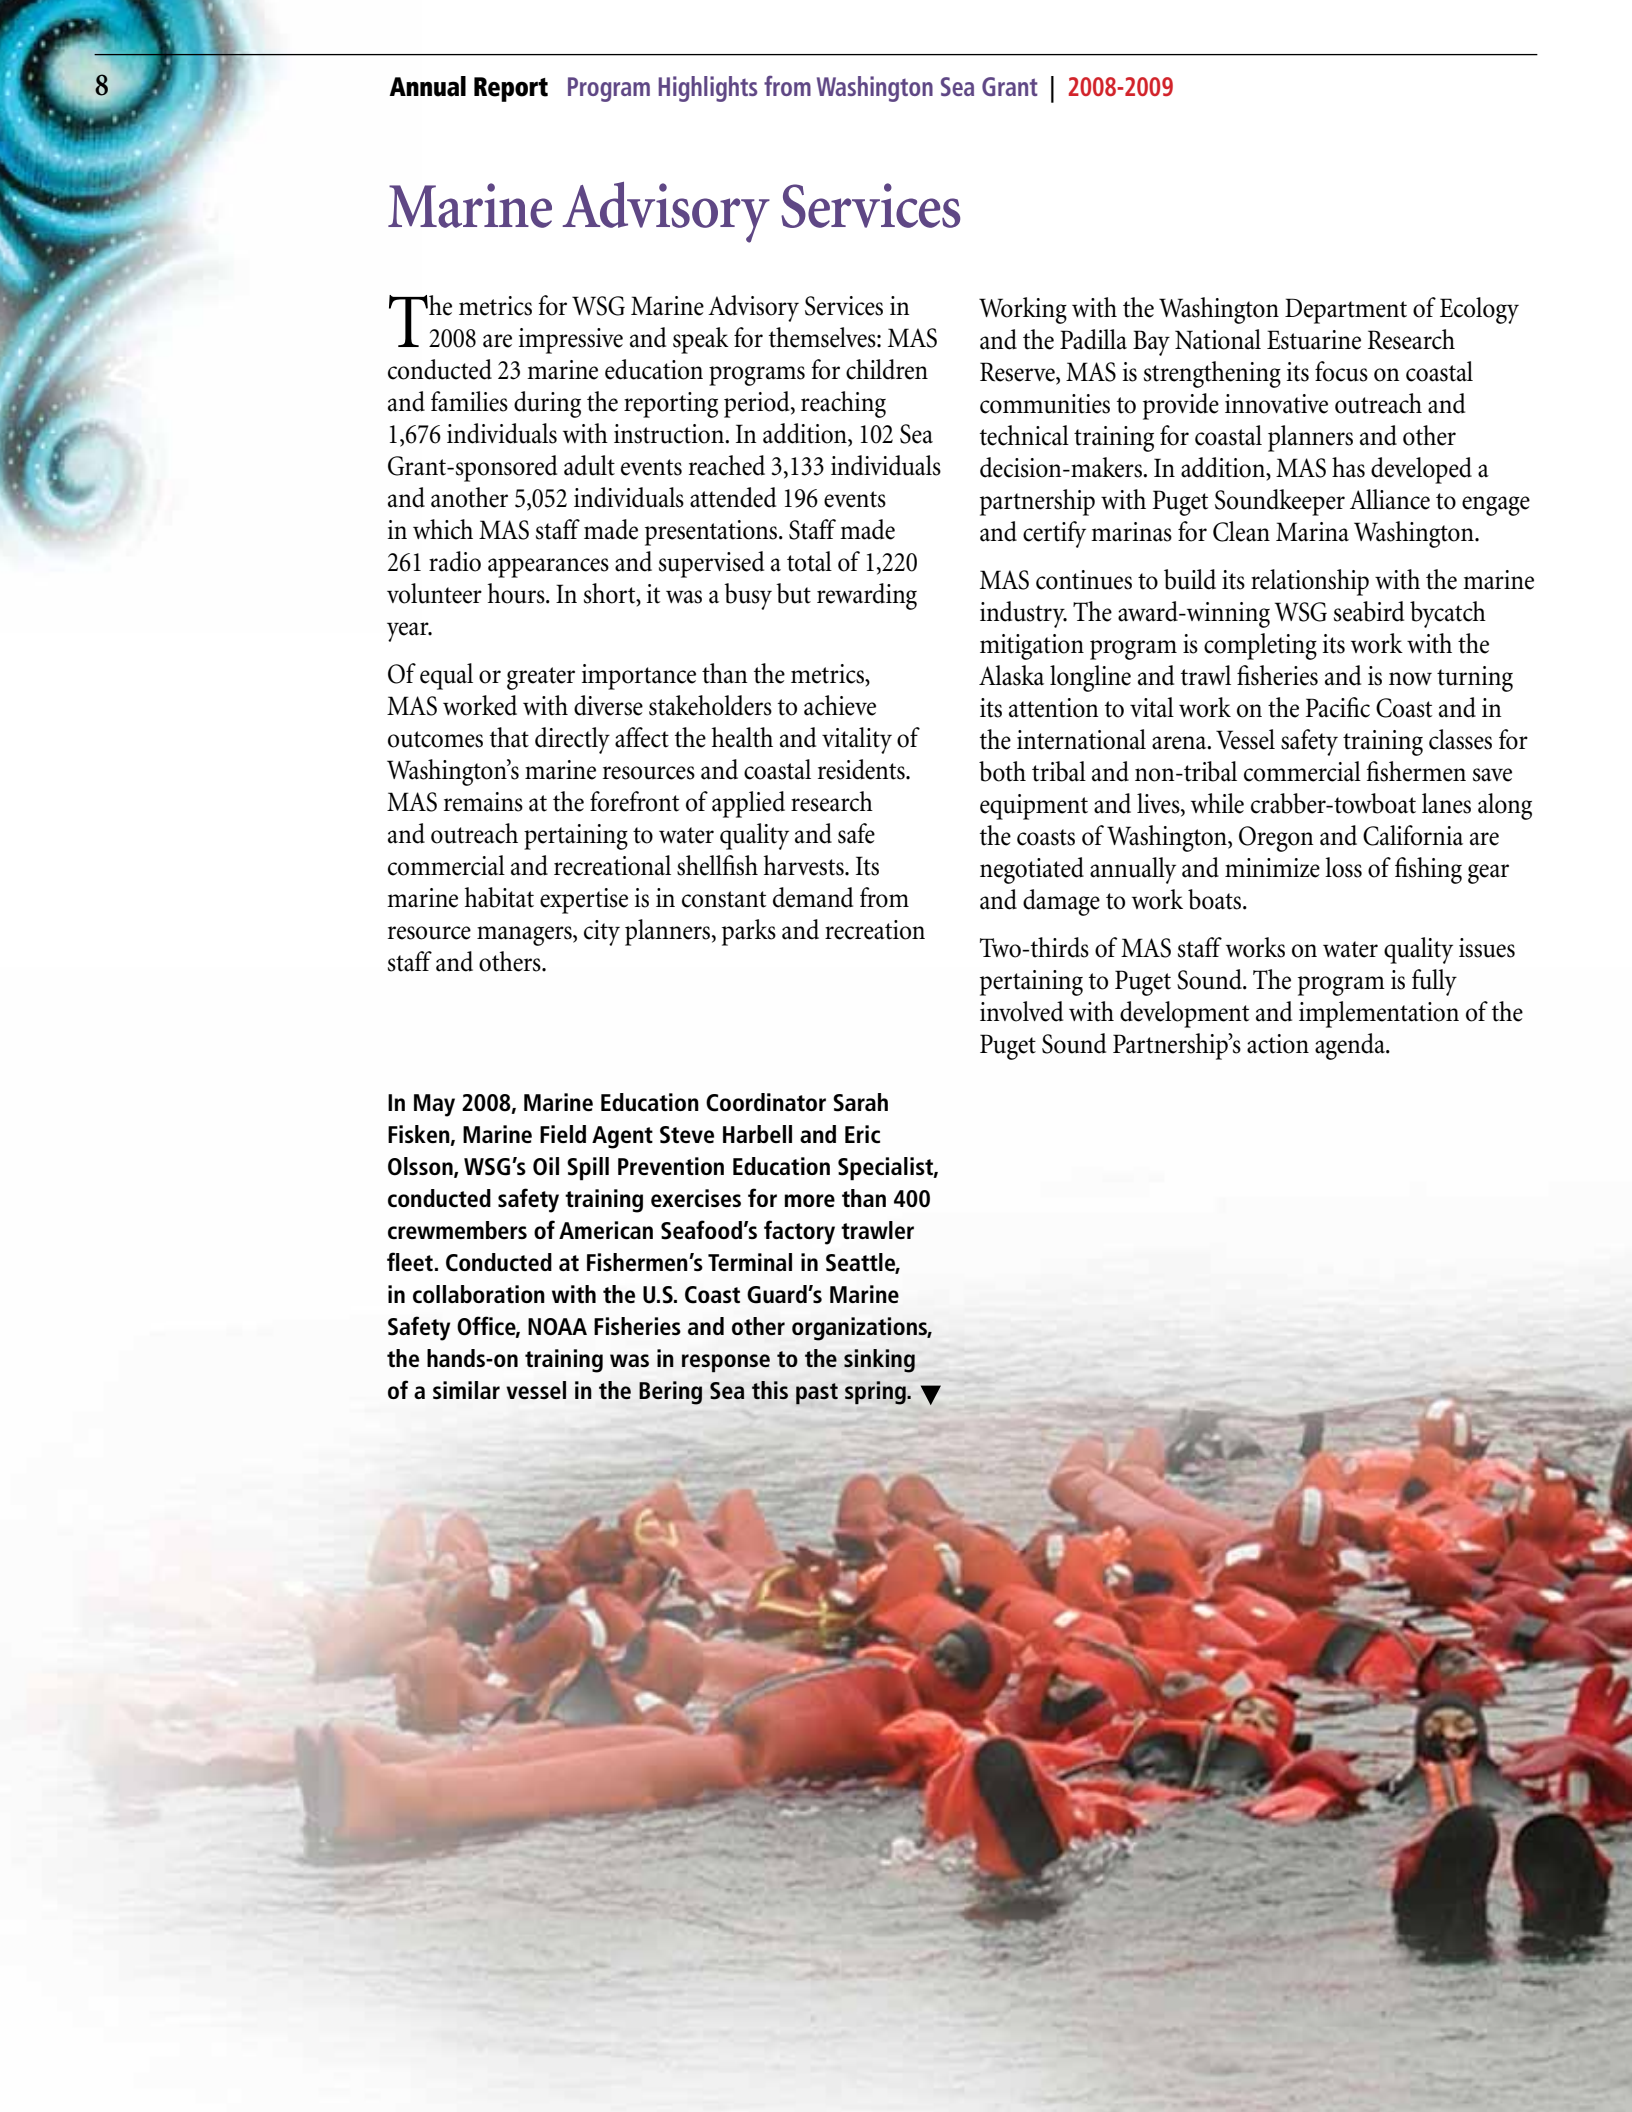 8
Annual Report Program Highlights from Washington Sea Grant | 2008-2009
Marine Advisory Services
The metrics for WSG Marine Advisory Services in
2008 are impressive and speak for themselves: MAS
conducted 23 marine education programs for children
and families during the reporting period, reaching
1,676 individuals with instruction. In addition, 102 Sea
Grant-sponsored adult events reached 3,133 individuals
and another 5,052 individuals attended 196 events
in which MAS staff made presentations. Staff made
261 radio appearances and supervised a total of 1,220
volunteer hours. In short, it was a busy but rewarding
year.
Of equal or greater importance than the metrics,
MAS worked with diverse stakeholders to achieve
outcomes that directly affect the health and vitality of
Washington’s marine resources and coastal residents.
MAS remains at the forefront of applied research
and outreach pertaining to water quality and safe
commercial and recreational shellfish harvests. Its
marine habitat expertise is in constant demand from
resource managers, city planners, parks and recreation
staff and others.
Working with the Washington Department of Ecology
and the Padilla Bay National Estuarine Research
Reserve, MAS is strengthening its focus on coastal
communities to provide innovative outreach and
technical training for coastal planners and other
decision-makers. In addition, MAS has developed a
partnership with Puget Soundkeeper Alliance to engage
and certify marinas for Clean Marina Washington.
MAS continues to build its relationship with the marine
industry. The award-winning WSG seabird bycatch
mitigation program is completing its work with the
Alaska longline and trawl fisheries and is now turning
its attention to vital work on the Pacific Coast and in
the international arena. Vessel safety training classes for
both tribal and non-tribal commercial fishermen save
equipment and lives, while crabber-towboat lanes along
the coasts of Washington, Oregon and California are
negotiated annually and minimize loss of fishing gear
and damage to work boats.
Two-thirds of MAS staff works on water quality issues
pertaining to Puget Sound. The program is fully
involved with development and implementation of the
Puget Sound Partnership’s action agenda.
In May 2008, Marine Education Coordinator Sarah
Fisken, Marine Field Agent Steve Harbell and Eric
Olsson, WSG’s Oil Spill Prevention Education Specialist,
conducted safety training exercises for more than 400
crewmembers of American Seafood’s factory trawler
fleet. Conducted at Fishermen’s Terminal in Seattle,
in collaboration with the U.S. Coast Guard’s Marine
Safety Office, NOAA Fisheries and other organizations,
the hands-on training was in response to the sinking
of a similar vessel in the Bering Sea this past spring. ▼